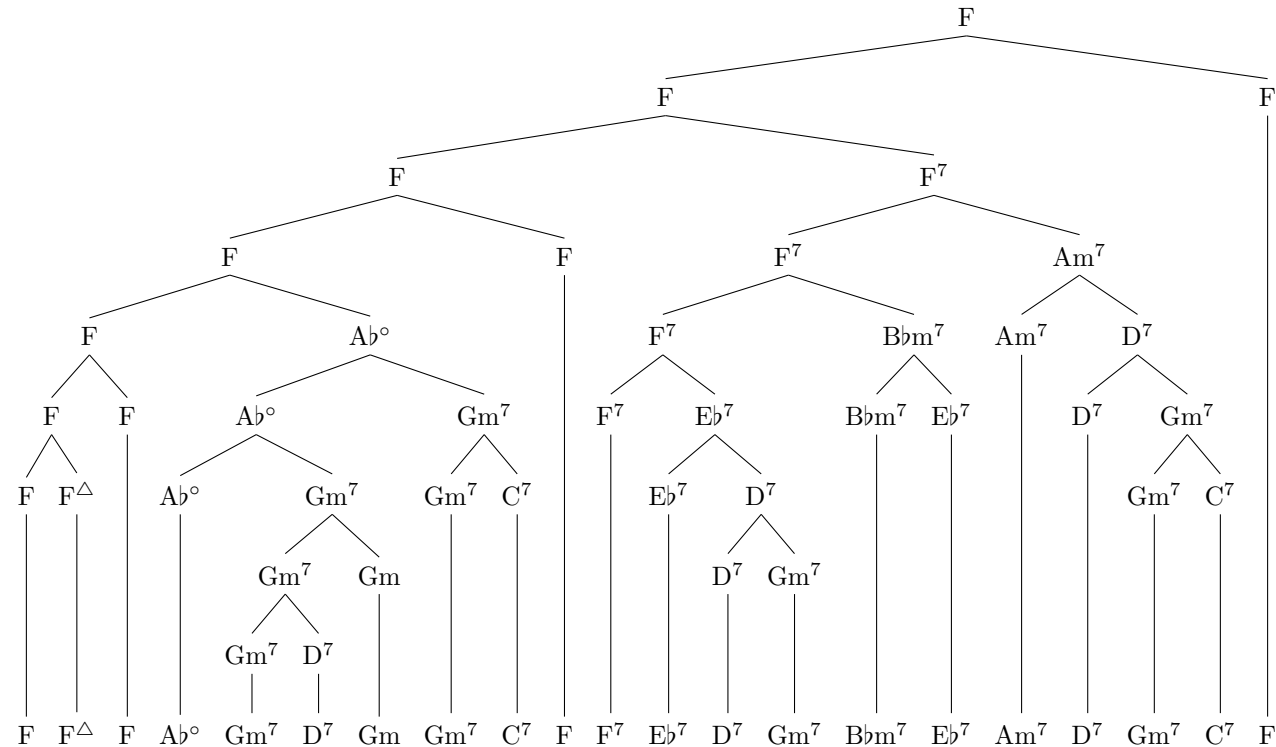 F
F F
F F⁷
F F F⁷ Am⁷
F A♭° F⁷ B♭m⁷ Am⁷ D⁷
F F A♭° Gm⁷ F⁷ E♭⁷ B♭m⁷ E♭⁷ D⁷ Gm⁷
F F△ A♭° Gm⁷ Gm⁷ C⁷ E♭⁷ D⁷ Gm⁷ C⁷
Gm⁷ Gm D⁷ Gm⁷
Gm⁷ D⁷
F F△ F A♭° Gm⁷ D⁷ Gm Gm⁷ C⁷ F F⁷ E♭⁷ D⁷ Gm⁷ B♭m⁷ E♭⁷ Am⁷ D⁷ Gm⁷ C⁷ F